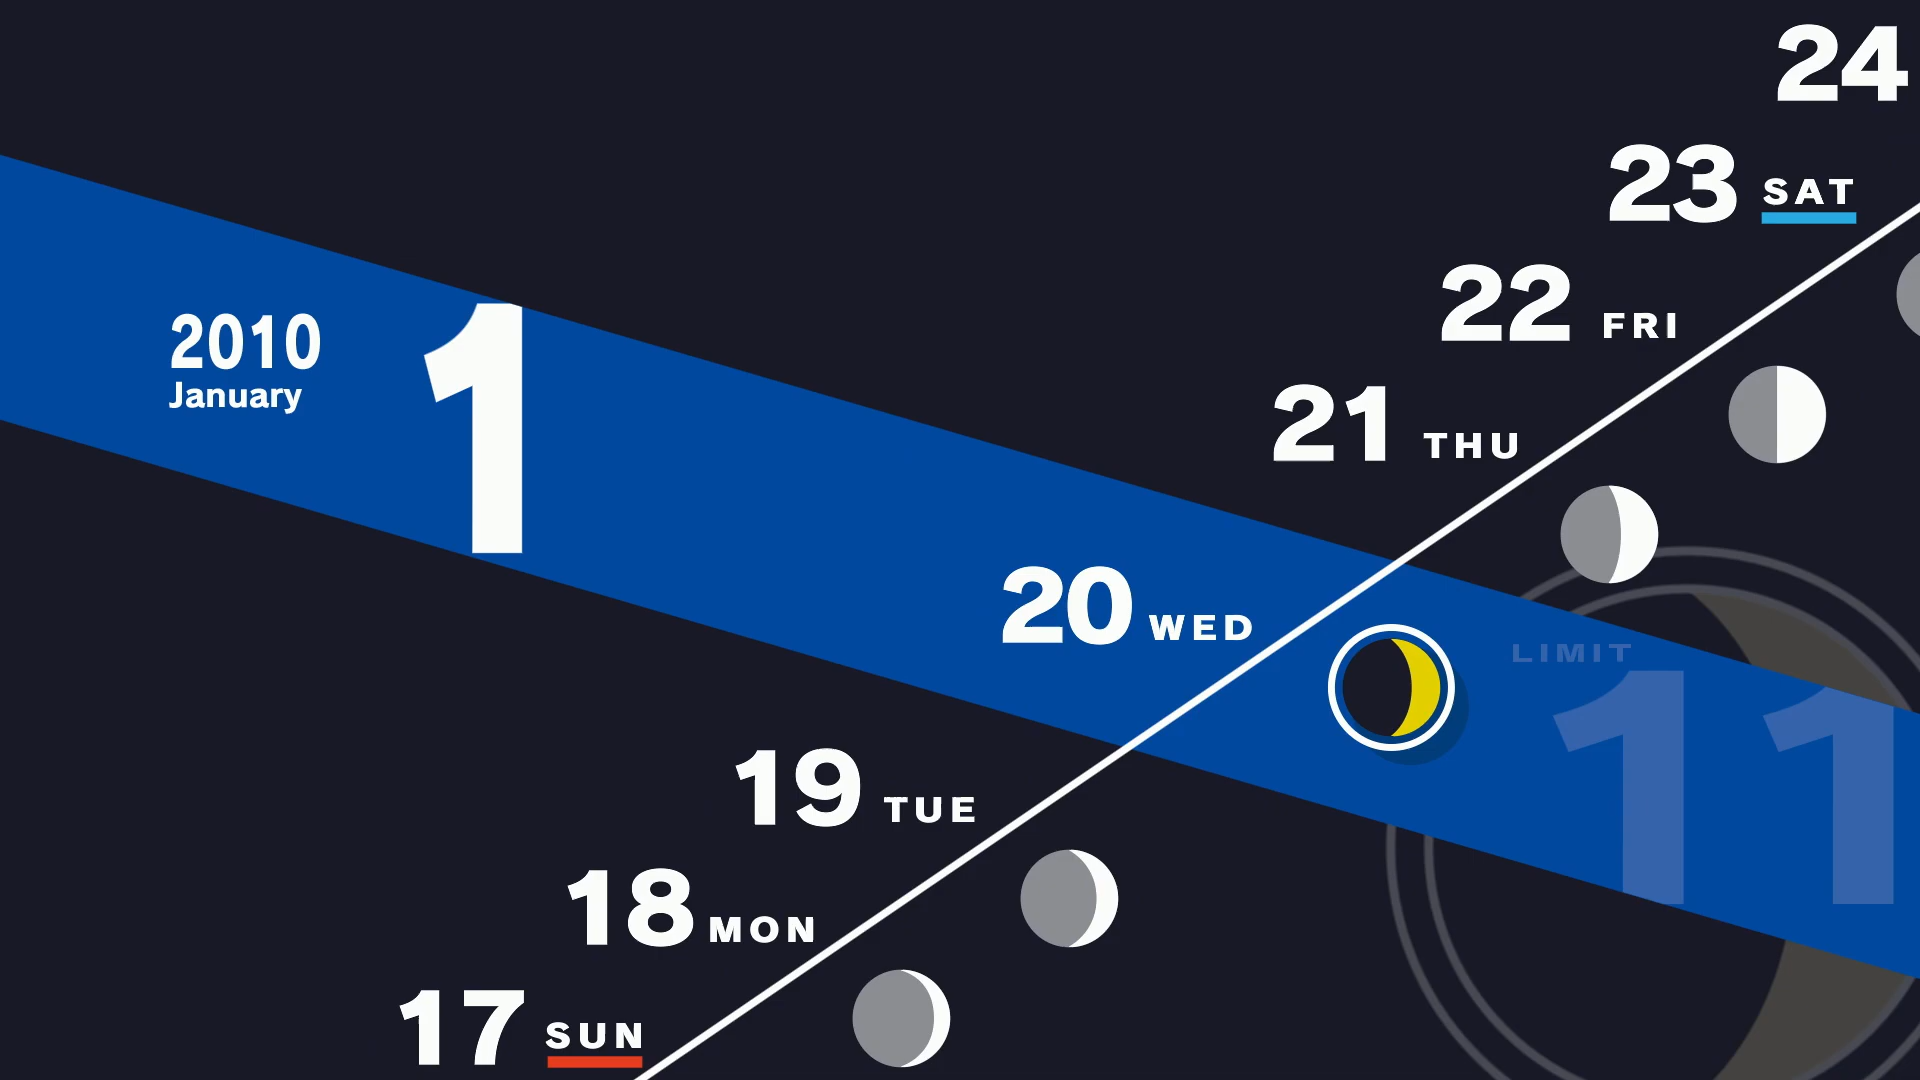 2010
January
1
24
23 SAT
22 FRI
21 THU
20 WED
LIMIT
11
19 TUE
18 MON
17 SUN